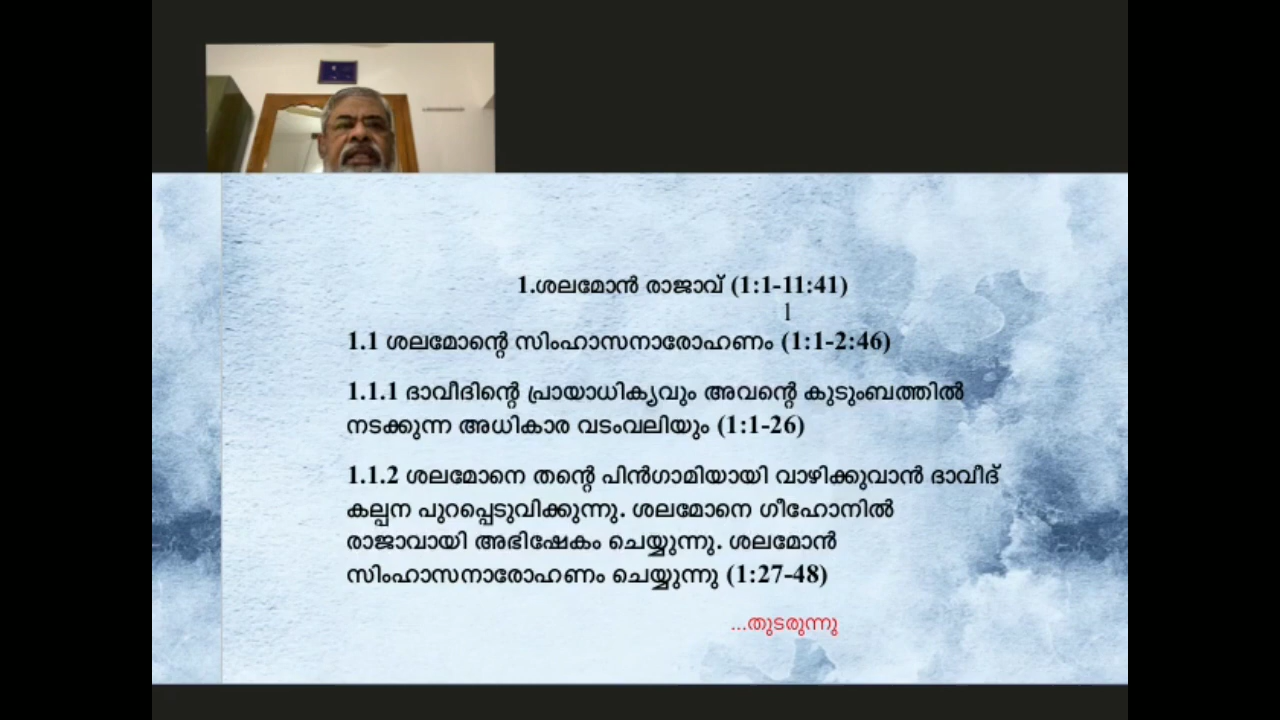 1.ശലമോൻ രാജാവ് (1:1-11:41)
1.1 ശലമോന്റെ സിംഹാസനാരോഹണം (1:1-2:46)
1.1.1 ദാവീദിന്റെ പ്രായാധിക്യവും അവന്റെ കുടുംബത്തിൽ
നടക്കുന്ന അധികാര വടംവലിയും (1:1-26)
1.1.2 ശലമോനെ തന്റെ പിൻഗാമിയായി വാഴിക്കുവാൻ ദാവീദ്
കല്പന പുറപ്പെടുവിക്കുന്നു. ശലമോനെ ഗീഹോനിൽ
രാജാവായി അഭിഷേകം ചെയ്യുന്നു. ശലമോൻ
സിംഹാസനാരോഹണം ചെയ്യുന്നു (1:27-48)
...തുടരുന്നു